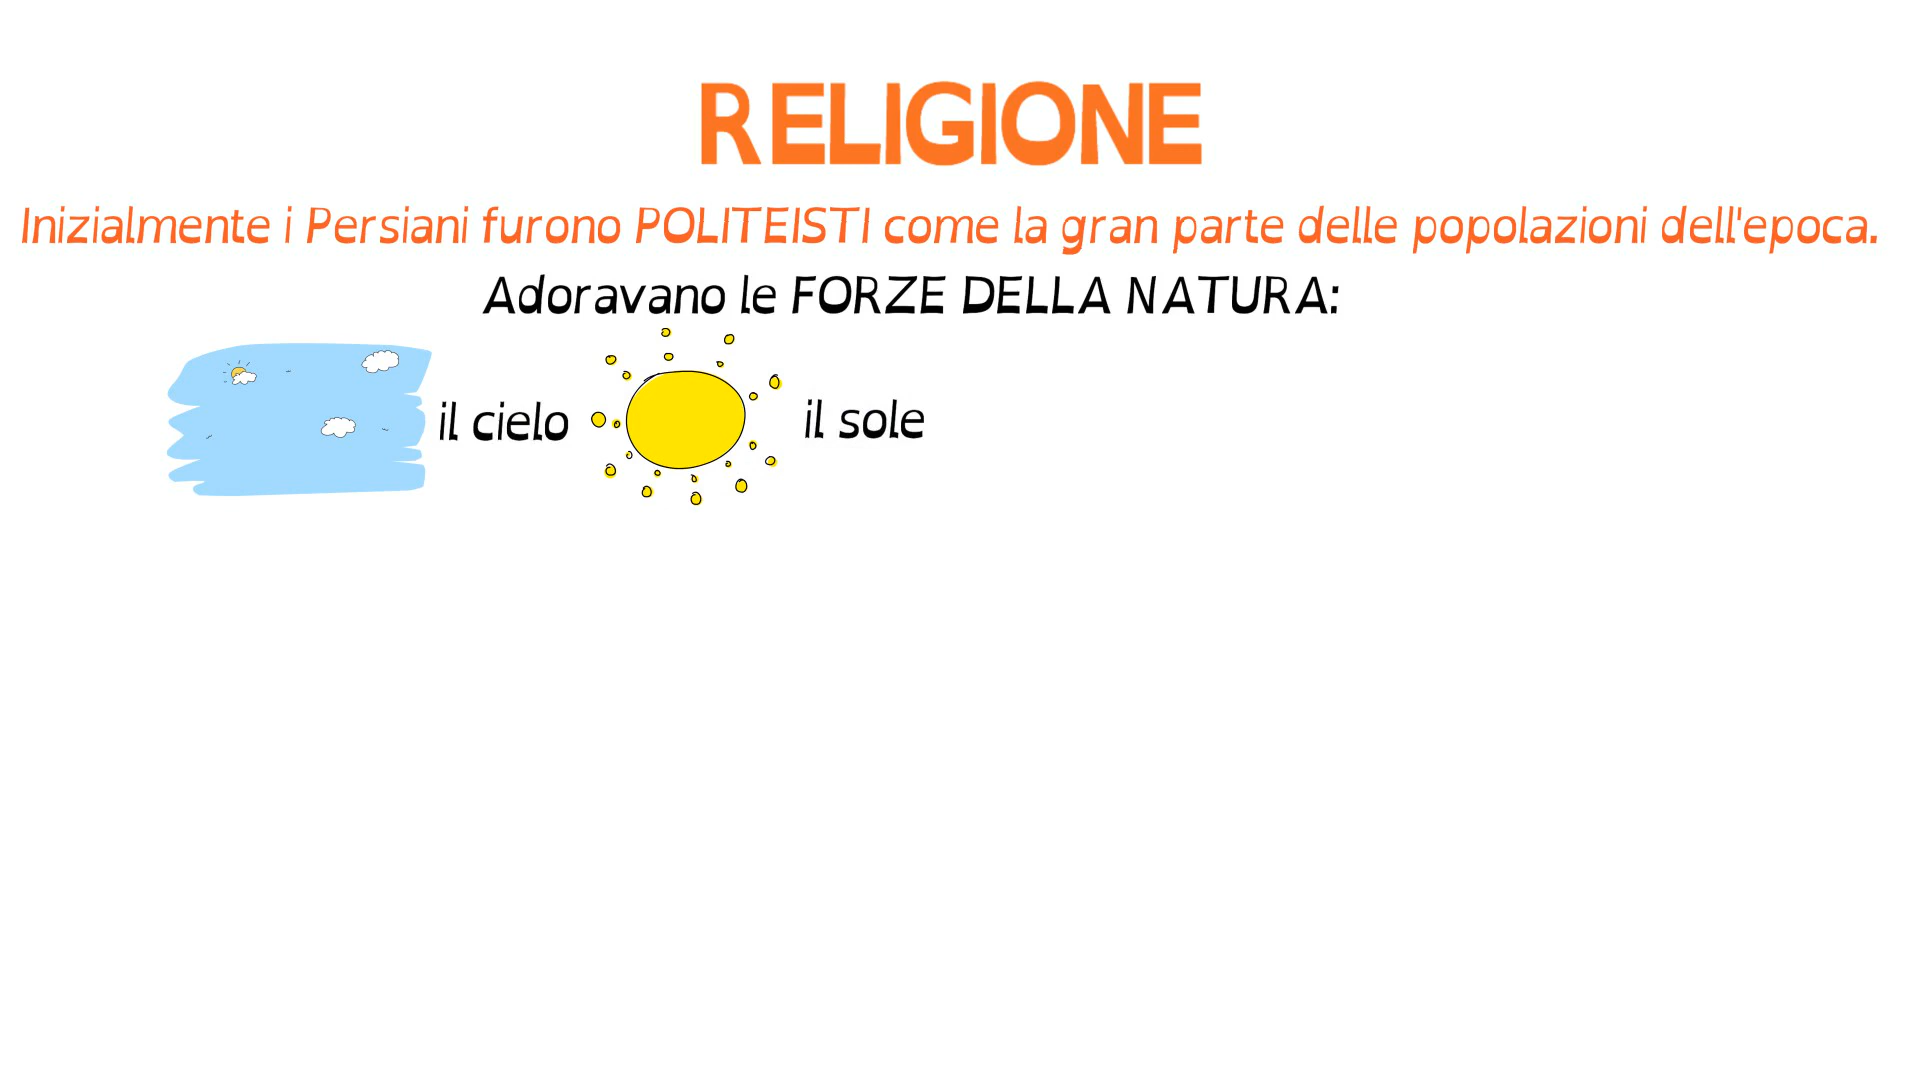 RELIGIONE
Inizialmente i Persiani furono POLITEISTI come la gran parte delle popolazioni dell'epoca.
Adoravano le FORZE DELLA NATURA:
il cielo
il sole